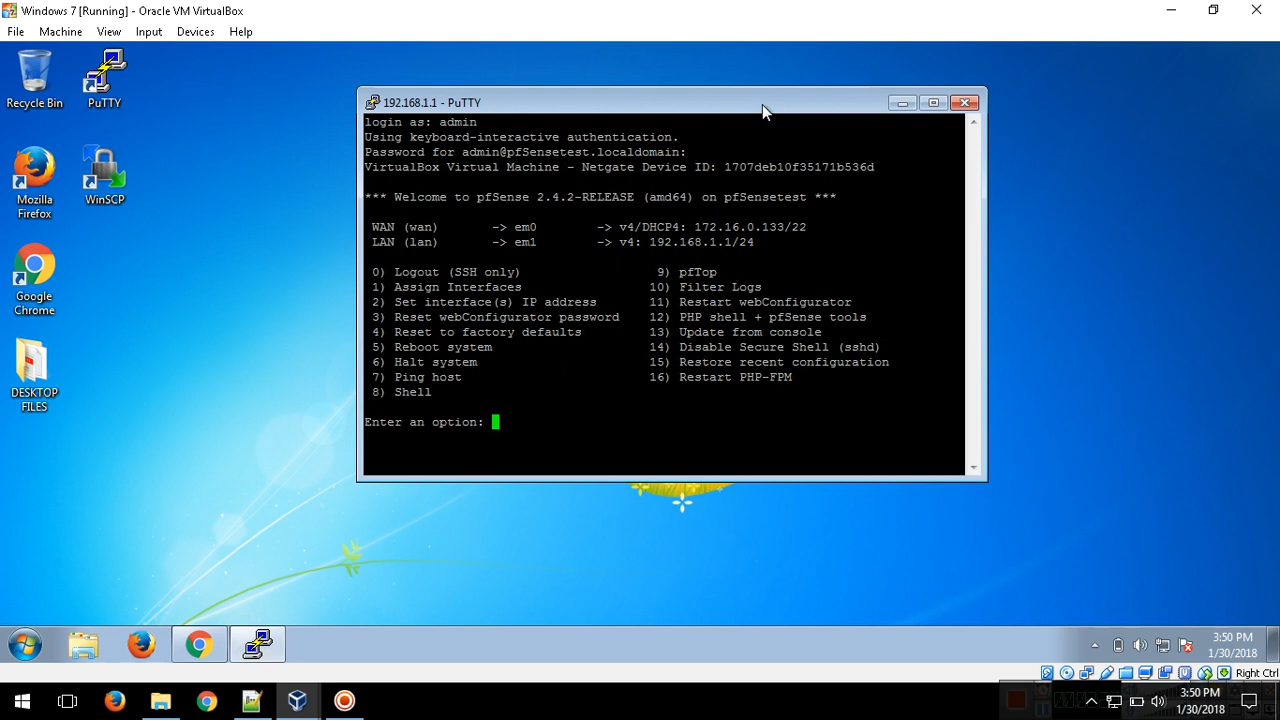 Windows 7 [Running] - Oracle VM VirtualBox
File Machine View Input Devices Help
Recycle Bin
PuTTY
Mozilla
Firefox
WinSCP
Google
Chrome
DESKTOP
FILES
192.168.1.1 - PuTTY
login as: admin
Using keyboard-interactive authentication.
Password for admin@pfSensetest.localdomain:
VirtualBox Virtual Machine - Netgate Device ID: 1707deb10f35171b536d
*** Welcome to pfSense 2.4.2-RELEASE (amd64) on pfSensetest ***
WAN (wan) -> em0 -> v4/DHCP4: 172.16.0.133/22
LAN (lan) -> em1 -> v4: 192.168.1.1/24
0) Logout (SSH only) 9) pfTop
1) Assign Interfaces 10) Filter Logs
2) Set interface(s) IP address 11) Restart webConfigurator
3) Reset webConfigurator password 12) PHP shell + pfSense tools
4) Reset to factory defaults 13) Update from console
5) Reboot system 14) Disable Secure Shell (sshd)
6) Halt system 15) Restore recent configuration
7) Ping host 16) Restart PHP-FPM
8) Shell
Enter an option:
3:50 PM
1/30/2018
Right Ctrl
3:50 PM
1/30/2018